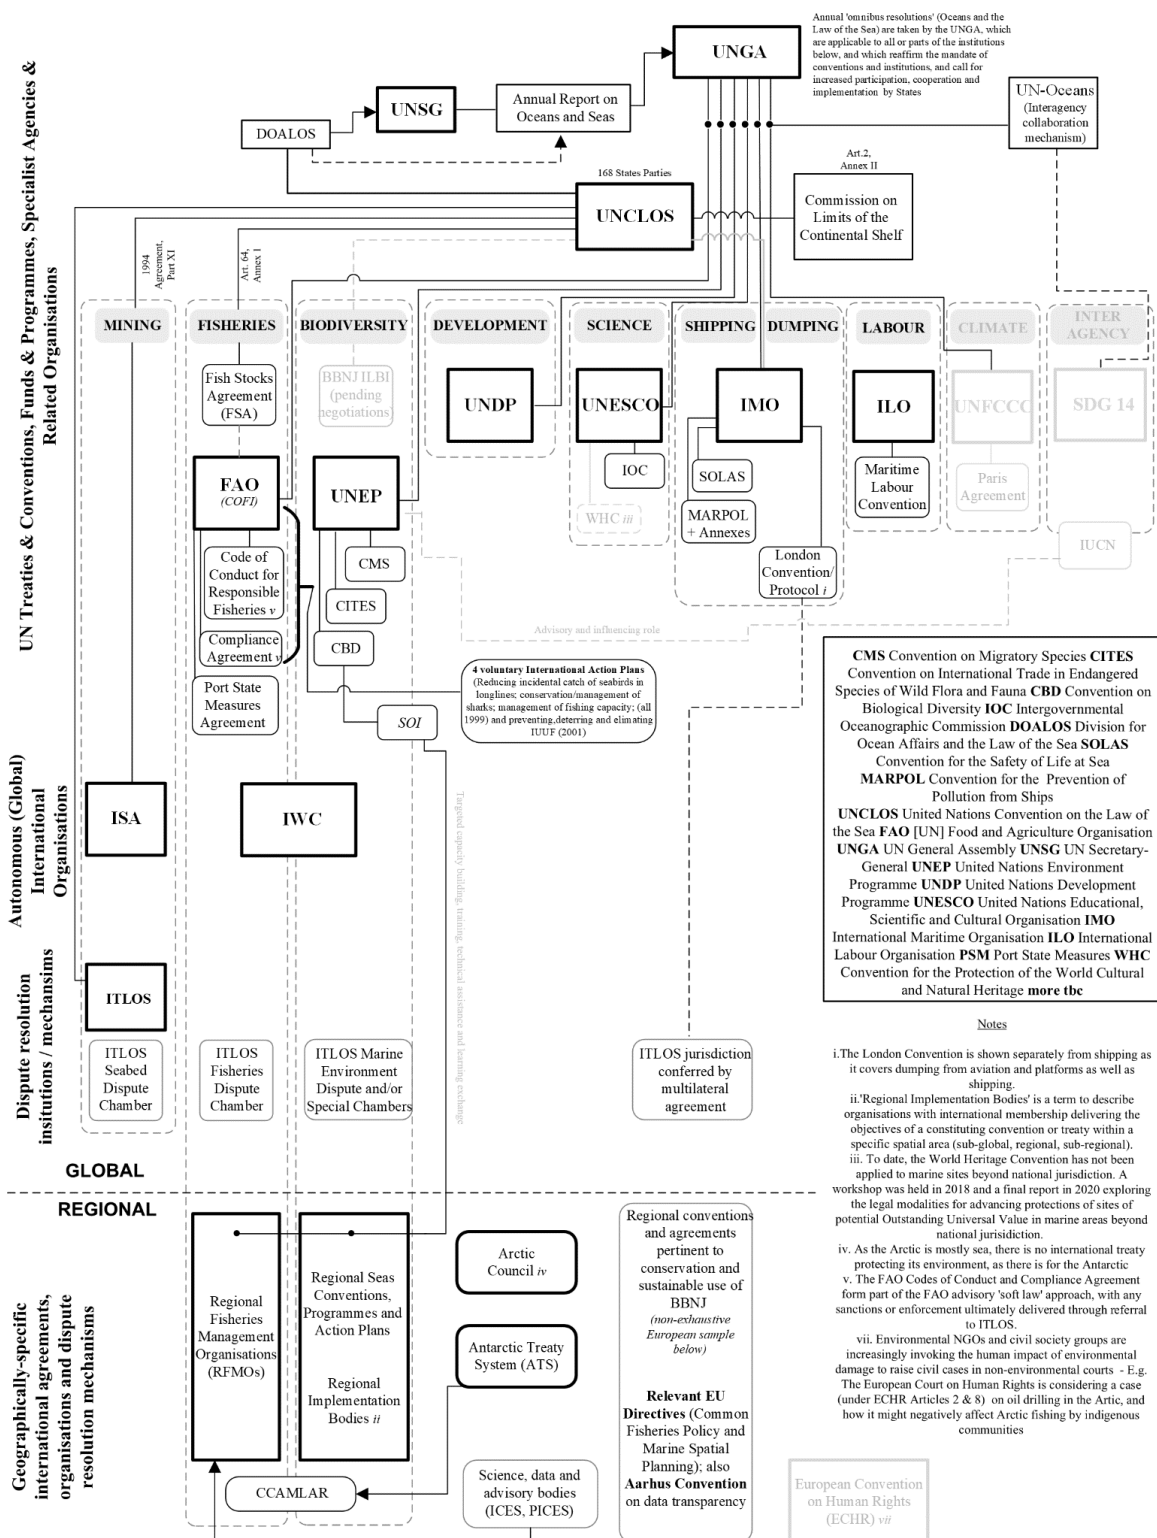 Annual 'omnibus resolutions' (Oceans and the
Law of the Sea) are taken by the UNGA, which
are applicable to all or parts of the institutions
below, and which reaffirm the mandate of
conventions and institutions, and call for
increased participation, cooperation and
implementation by States
UNGA
UN-Oceans
(Interagency
collaboration
mechanism)
UNSG
Annual Report on
Oceans and Seas
DOALOS
168 States Parties
UNCLOS
Art.2,
Annex II
Commission on
Limits of the
Continental Shelf
1994
Agreement,
Part XI
Art. 64,
Annex 1
UN Treaties & Conventions, Funds & Programmes, Specialist Agencies &
Related Organisations
MINING
FISHERIES
BIODIVERSITY
DEVELOPMENT
SCIENCE
SHIPPING
DUMPING
LABOUR
CLIMATE
INTER
AGENCY
Fish Stocks
Agreement
(FSA)
BBNJ ILBI
(pending
negotiations)
UNDP
UNESCO
IMO
ILO
UNFCCC
SDG 14
FAO
(COFI)
UNEP
IOC
WHC iii
SOLAS
MARPOL
+ Annexes
Maritime
Labour
Convention
Paris
Agreement
IUCN
Code of
Conduct for
Responsible
Fisheries v
CMS
CITES
CBD
London
Convention/
Protocol i
Compliance
Agreement v
Port State
Measures
Agreement
Advisory and influencing role
4 voluntary International Action Plans
(Reducing incidental catch of seabirds in
longlines; conservation/management of
sharks; management of fishing capacity; (all
1999) and preventing,deterring and elimating
IUUF (2001)
SOI
CMS Convention on Migratory Species CITES
Convention on International Trade in Endangered
Species of Wild Flora and Fauna CBD Convention on
Biological Diversity IOC Intergovernmental
Oceanographic Commission DOALOS Division for
Ocean Affairs and the Law of the Sea SOLAS
Convention for the Safety of Life at Sea
MARPOL Convention for the Prevention of
Pollution from Ships
UNCLOS United Nations Convention on the Law of
the Sea FAO [UN] Food and Agriculture Organisation
UNGA UN General Assembly UNSG UN Secretary-
General UNEP United Nations Environment
Programme UNDP United Nations Development
Programme UNESCO United Nations Educational,
Scientific and Cultural Organisation IMO
International Maritime Organisation ILO International
Labour Organisation PSM Port State Measures WHC
Convention for the Protection of the World Cultural
and Natural Heritage more tbc
Autonomous (Global)
International
Organisations
ISA
IWC
Targeted capacity building, training, technical assistance and learning exchange
Dispute resolution
insitutions / mechansims
ITLOS
ITLOS
Seabed
Dispute
Chamber
ITLOS
Fisheries
Dispute
Chamber
ITLOS Marine
Environment
Dispute and/or
Special Chambers
ITLOS jurisdiction
conferred by
multilateral
agreement
Notes
i.The London Convention is shown separately from shipping as
it covers dumping from aviation and platforms as well as
shipping.
ii.'Regional Implementation Bodies' is a term to describe
organisations with international membership delivering the
objectives of a constituting convention or treaty within a
specific spatial area (sub-global, regional, sub-regional).
iii. To date, the World Heritage Convention has not been
applied to marine sites beyond national jurisdiction. A
workshop was held in 2018 and a final report in 2020 exploring
the legal modalities for advancing protections of sites of
potential Outstanding Universal Value in marine areas beyond
national jurisidiction.
iv. As the Arctic is mostly sea, there is no international treaty
protecting its environment, as there is for the Antarctic
v. The FAO Codes of Conduct and Compliance Agreement
form part of the FAO advisory 'soft law' approach, with any
sanctions or enforcement ultimately delivered through referral
to ITLOS.
vii. Environmental NGOs and civil society groups are
increasingly invoking the human impact of environmental
damage to raise civil cases in non-environmental courts - E.g.
The European Court on Human Rights is considering a case
(under ECHR Articles 2 & 8) on oil drilling in the Artic, and
how it might negatively affect Arctic fishing by indigenous
communities
GLOBAL
REGIONAL
Geographically-specific
international agreements,
organisations and dispute
resolution mechanisms
Regional
Fisheries
Management
Organisations
(RFMOs)
Regional Seas
Conventions,
Programmes and
Action Plans
Regional
Implementation
Bodies ii
Arctic
Council iv
Antarctic Treaty
System (ATS)
Regional conventions
and agreements
pertinent to
conservation and
sustainable use of
BBNJ
(non-exhaustive
European sample
below)
Relevant EU
Directives (Common
Fisheries Policy and
Marine Spatial
Planning); also
Aarhus Convention
on data transparency
CCAMLAR
Science, data and
advisory bodies
(ICES, PICES)
European Convention
on Human Rights
(ECHR) vii